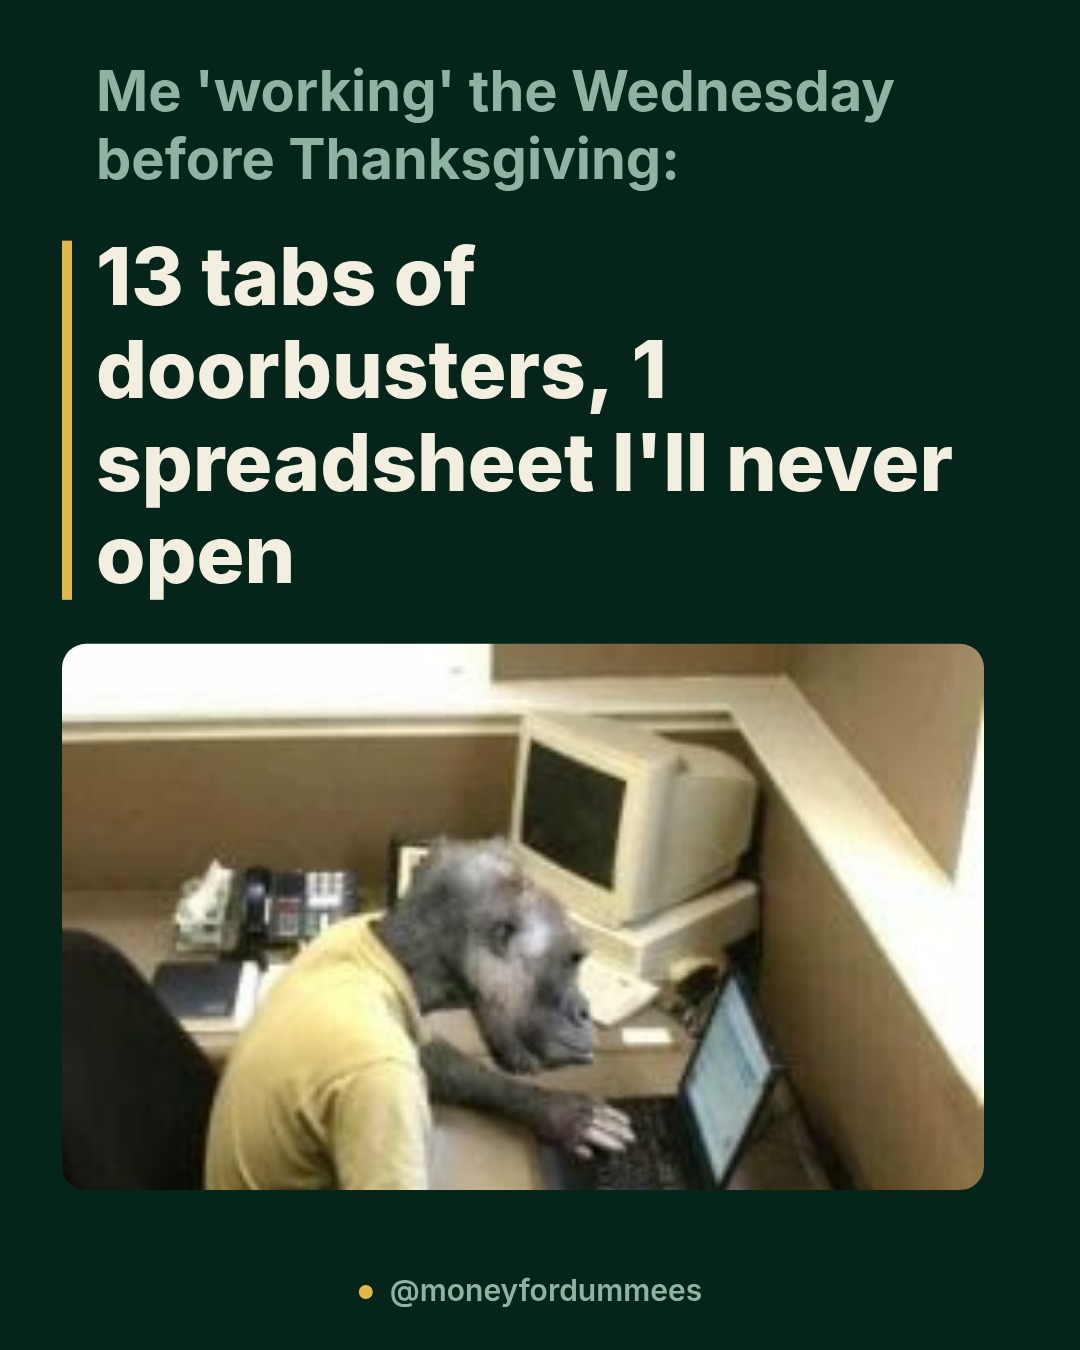 Me 'working' the Wednesday
before Thanksgiving:
13 tabs of
doorbusters, 1
spreadsheet I'll never
open
@moneyfordummees